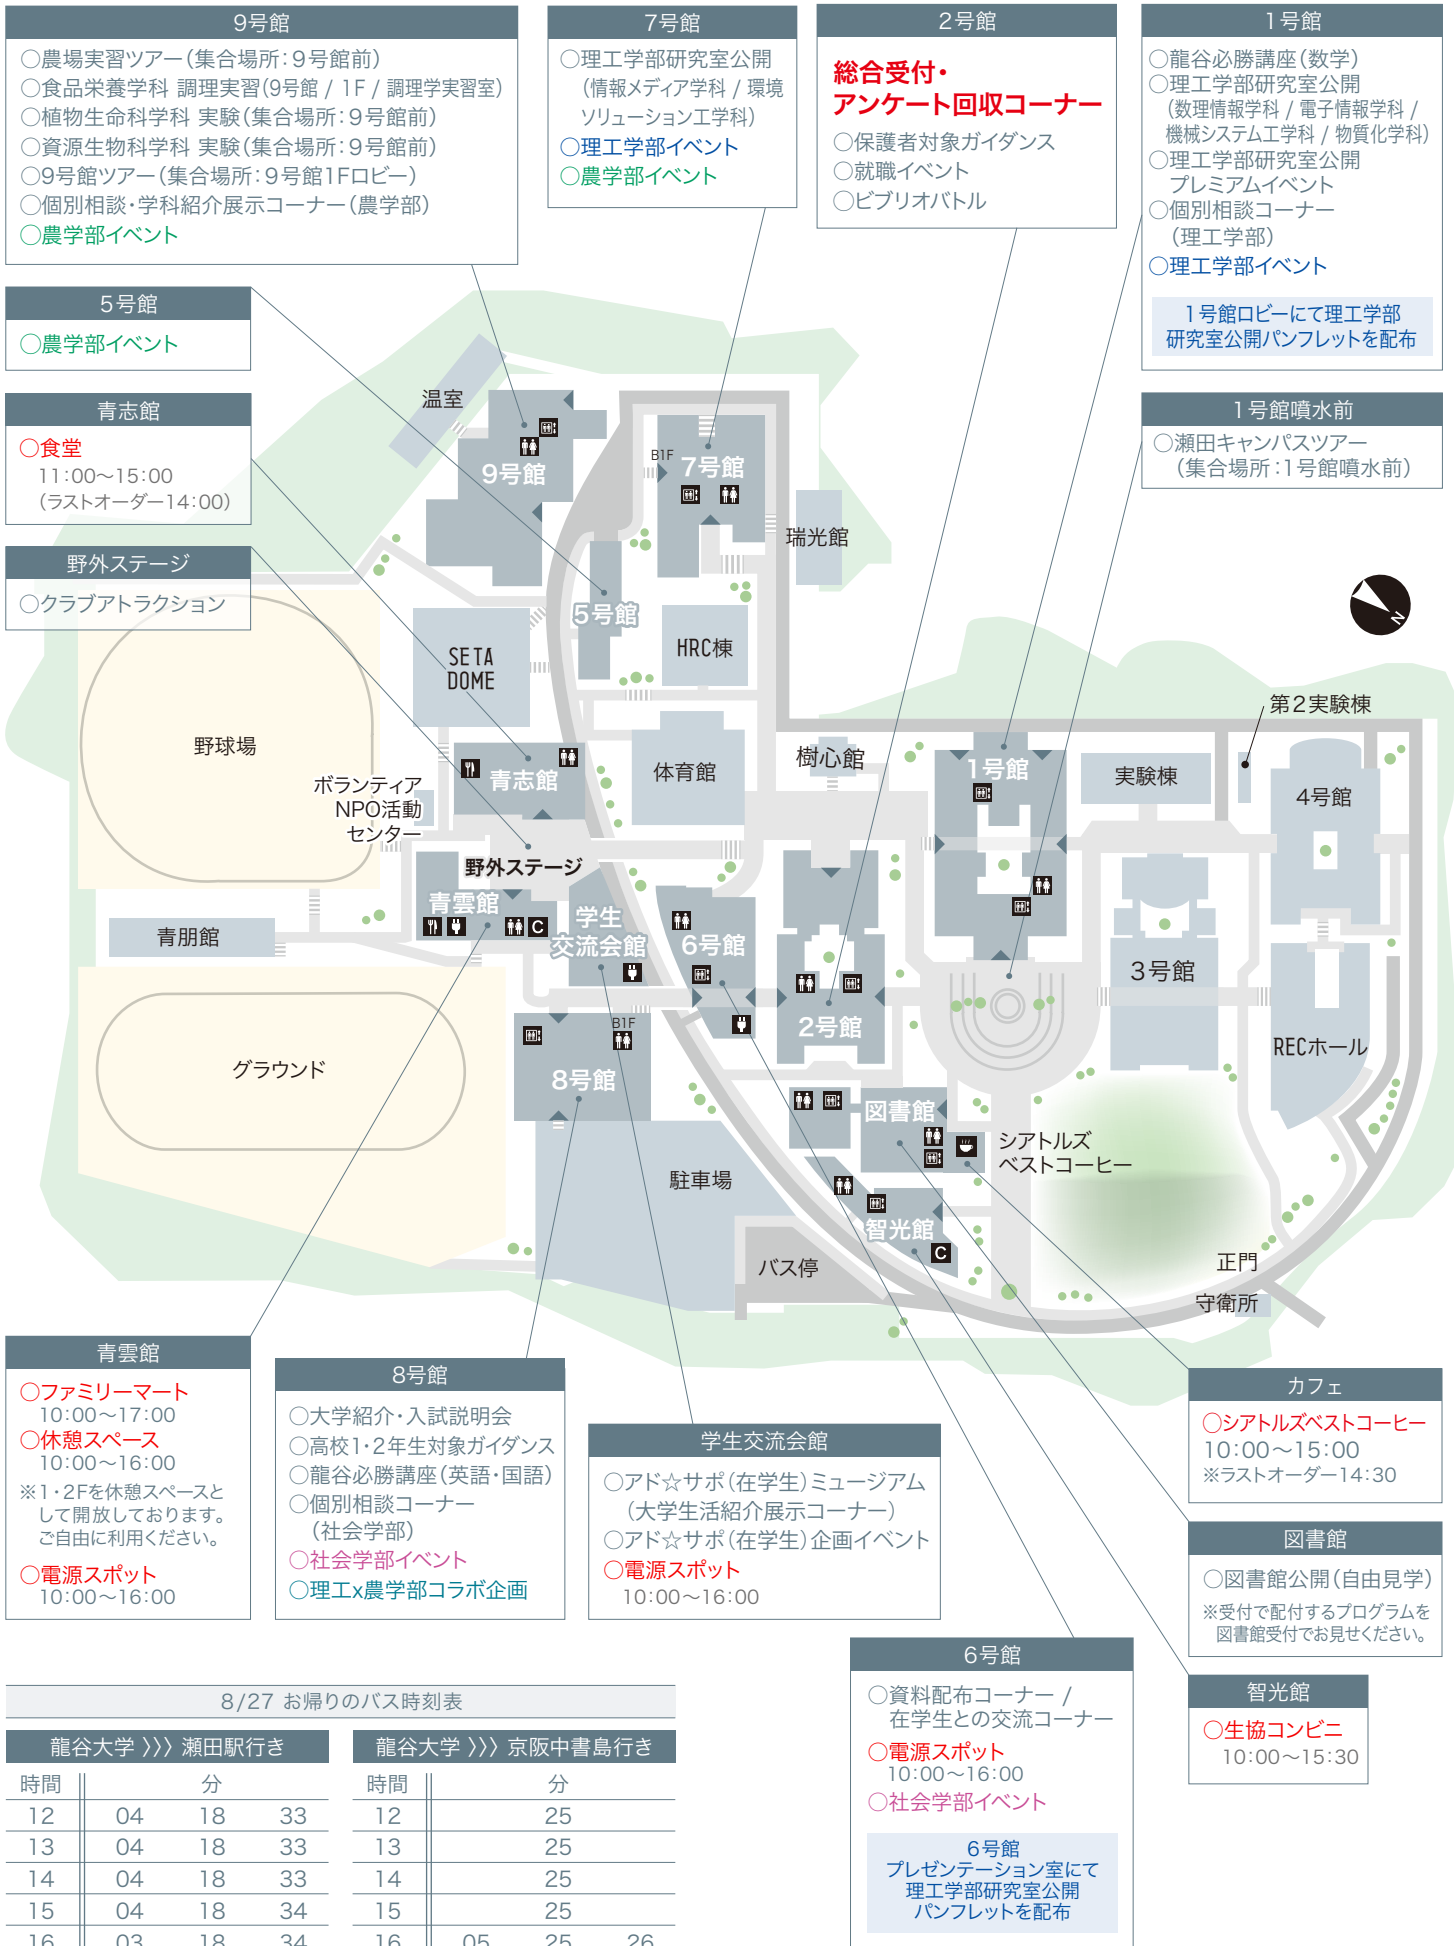 9号館
○農場実習ツアー(集合場所:9号館前)
○食品栄養学科 調理実習(9号館 / 1F / 調理学実習室)
○植物生命科学科 実験(集合場所:9号館前)
○資源生物科学科 実験(集合場所:9号館前)
○9号館ツアー(集合場所:9号館1Fロビー)
○個別相談・学科紹介展示コーナー(農学部)
○農学部イベント
7号館
○理工学部研究室公開
(情報メディア学科 / 環境
ソリューション工学科)
○理工学部イベント
○農学部イベント
2号館
総合受付・
アンケート回収コーナー
○保護者対象ガイダンス
○就職イベント
○ビブリオバトル
1号館
○龍谷必勝講座(数学)
○理工学部研究室公開
(数理情報学科 / 電子情報学科 /
機械システム工学科 / 物質化学科)
○理工学部研究室公開
プレミアムイベント
○個別相談コーナー
(理工学部)
○理工学部イベント
1号館ロビーにて理工学部
研究室公開パンフレットを配布
5号館
○農学部イベント
青志館
○食堂
11:00〜15:00
(ラストオーダー14:00)
野外ステージ
○クラブアトラクション
1号館噴水前
○瀬田キャンパスツアー
(集合場所:1号館噴水前)
温室
9号館
B1F
7号館
瑞光館
5号館
HRC棟
SETA
DOME
N
第2実験棟
野球場
青志館
体育館
樹心館
1号館
実験棟
4号館
ボランティア
NPO活動
センター
野外ステージ
青雲館
C
青朋館
学生
交流会館
6号館
3号館
2号館
B1F
8号館
グラウンド
RECホール
図書館
シアトルズ
ベストコーヒー
駐車場
智光館
C
バス停
正門
守衛所
青雲館
○ファミリーマート
10:00〜17:00
○休憩スペース
10:00〜16:00
※1・2Fを休憩スペースと
して開放しております。
ご自由に利用ください。
○電源スポット
10:00〜16:00
8号館
○大学紹介・入試説明会
○高校1・2年生対象ガイダンス
○龍谷必勝講座(英語・国語)
○個別相談コーナー
(社会学部)
○社会学部イベント
○理工x農学部コラボ企画
学生交流会館
○アド☆サポ(在学生)ミュージアム
(大学生活紹介展示コーナー)
○アド☆サポ(在学生)企画イベント
○電源スポット
10:00〜16:00
カフェ
○シアトルズベストコーヒー
10:00〜15:00
※ラストオーダー14:30
図書館
○図書館公開(自由見学)
※受付で配付するプログラムを
図書館受付でお見せください。
6号館
○資料配布コーナー /
在学生との交流コーナー
○電源スポット
10:00〜16:00
○社会学部イベント
6号館
プレゼンテーション室にて
理工学部研究室公開
パンフレットを配布
智光館
○生協コンビニ
10:00〜15:30
8/27 お帰りのバス時刻表
龍谷大学 》》》 瀬田駅行き
時間 分
12 04 18 33
13 04 18 33
14 04 18 33
15 04 18 34
16 03 18 34
龍谷大学 》》》 京阪中書島行き
時間 分
12 25
13 25
14 25
15 25
16 05 25 26